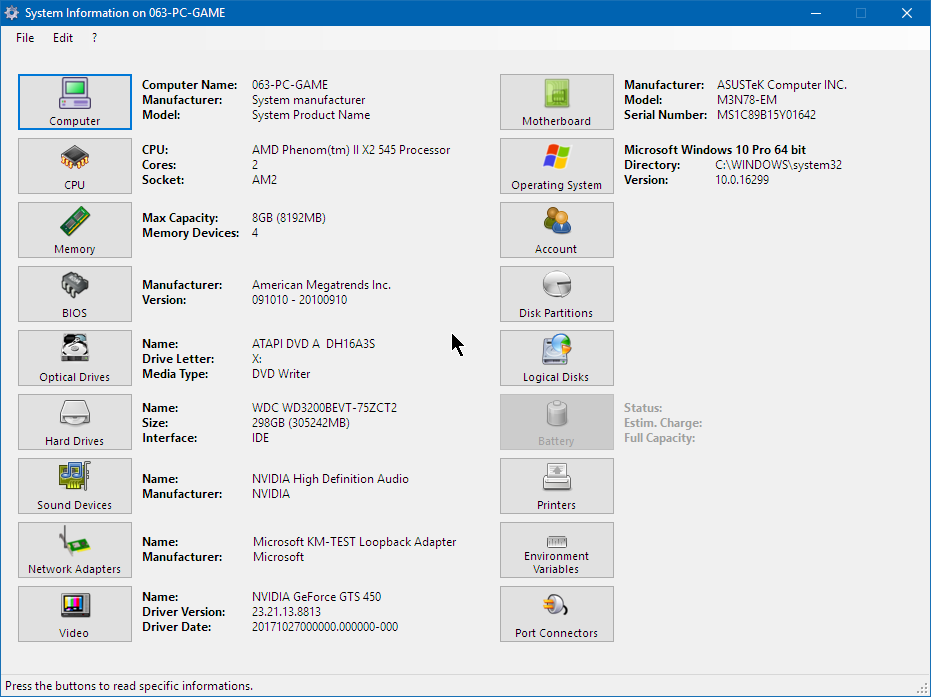 System Information on 063-PC-GAME
File Edit ?
Computer
Computer Name: 063-PC-GAME
Manufacturer: System manufacturer
Model: System Product Name
CPU
CPU: AMD Phenom(tm) II X2 545 Processor
Cores: 2
Socket: AM2
Memory
Max Capacity: 8GB (8192MB)
Memory Devices: 4
BIOS
Manufacturer: American Megatrends Inc.
Version: 091010 - 20100910
Optical Drives
Name: ATAPI DVD A  DH16A3S
Drive Letter: X:
Media Type: DVD Writer
Hard Drives
Name: WDC WD3200BEVT-75ZCT2
Size: 298GB (305242MB)
Interface: IDE
Sound Devices
Name: NVIDIA High Definition Audio
Manufacturer: NVIDIA
Network Adapters
Name: Microsoft KM-TEST Loopback Adapter
Manufacturer: Microsoft
Video
Name: NVIDIA GeForce GTS 450
Driver Version: 23.21.13.8813
Driver Date: 20171027000000.000000-000
Motherboard
Manufacturer: ASUSTeK Computer INC.
Model: M3N78-EM
Serial Number: MS1C89B15Y01642
Operating System
Microsoft Windows 10 Pro 64 bit
Directory: C:\WINDOWS\system32
Version: 10.0.16299
Account
Disk Partitions
Logical Disks
Battery
Status:
Estim. Charge:
Full Capacity:
Printers
Environment
Variables
Port Connectors
Press the buttons to read specific informations.